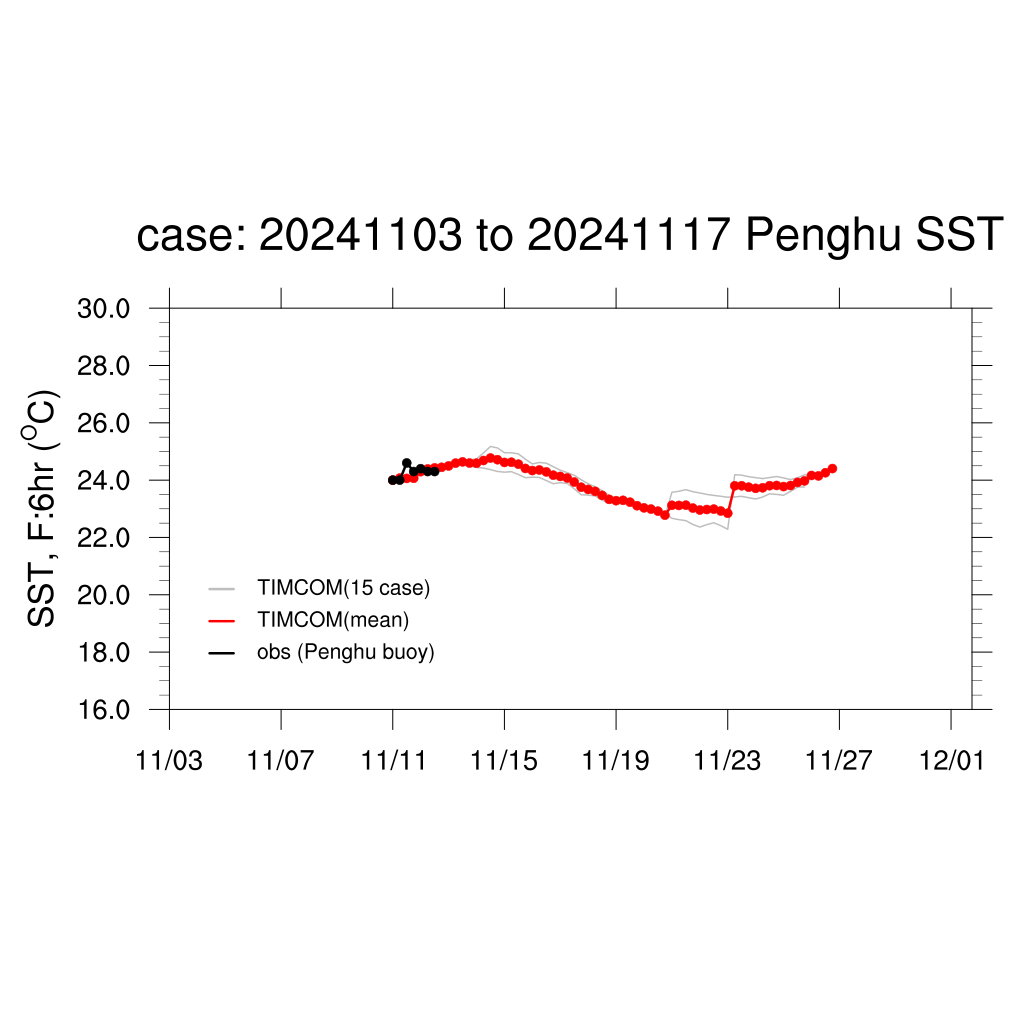 case: 20241103 to 20241117 Penghu SST
30.0
28.0
26.0
24.0
22.0
20.0
18.0
16.0
SST, F:6hr (°C)
TIMCOM(15 case)
TIMCOM(mean)
obs (Penghu buoy)
11/03 11/07 11/11 11/15 11/19 11/23 11/27 12/01